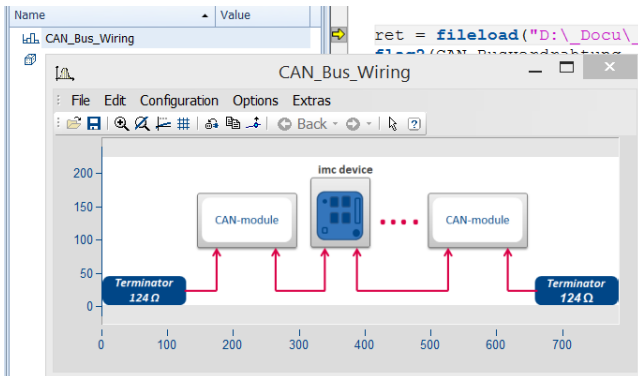 Name Value
CAN_Bus_Wiring
ret = fileload("D:\_Docu\_
CAN_Bus_Wiring
File Edit Configuration Options Extras
Back
200
150
100
50
0
imc device
CAN-module
CAN-module
Terminator
124 Ω
Terminator
124 Ω
0 100 200 300 400 500 600 700